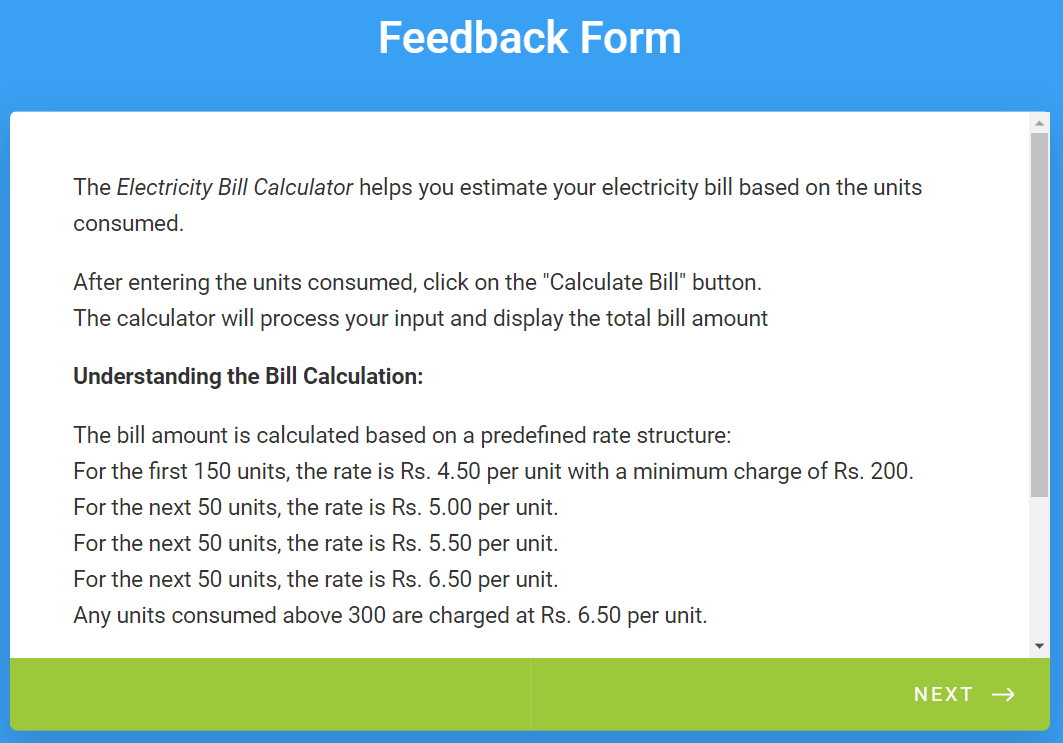 Feedback Form
The Electricity Bill Calculator helps you estimate your electricity bill based on the units
consumed.
After entering the units consumed, click on the "Calculate Bill" button.
The calculator will process your input and display the total bill amount
Understanding the Bill Calculation:
The bill amount is calculated based on a predefined rate structure:
For the first 150 units, the rate is Rs. 4.50 per unit with a minimum charge of Rs. 200.
For the next 50 units, the rate is Rs. 5.00 per unit.
For the next 50 units, the rate is Rs. 5.50 per unit.
For the next 50 units, the rate is Rs. 6.50 per unit.
Any units consumed above 300 are charged at Rs. 6.50 per unit.
NEXT